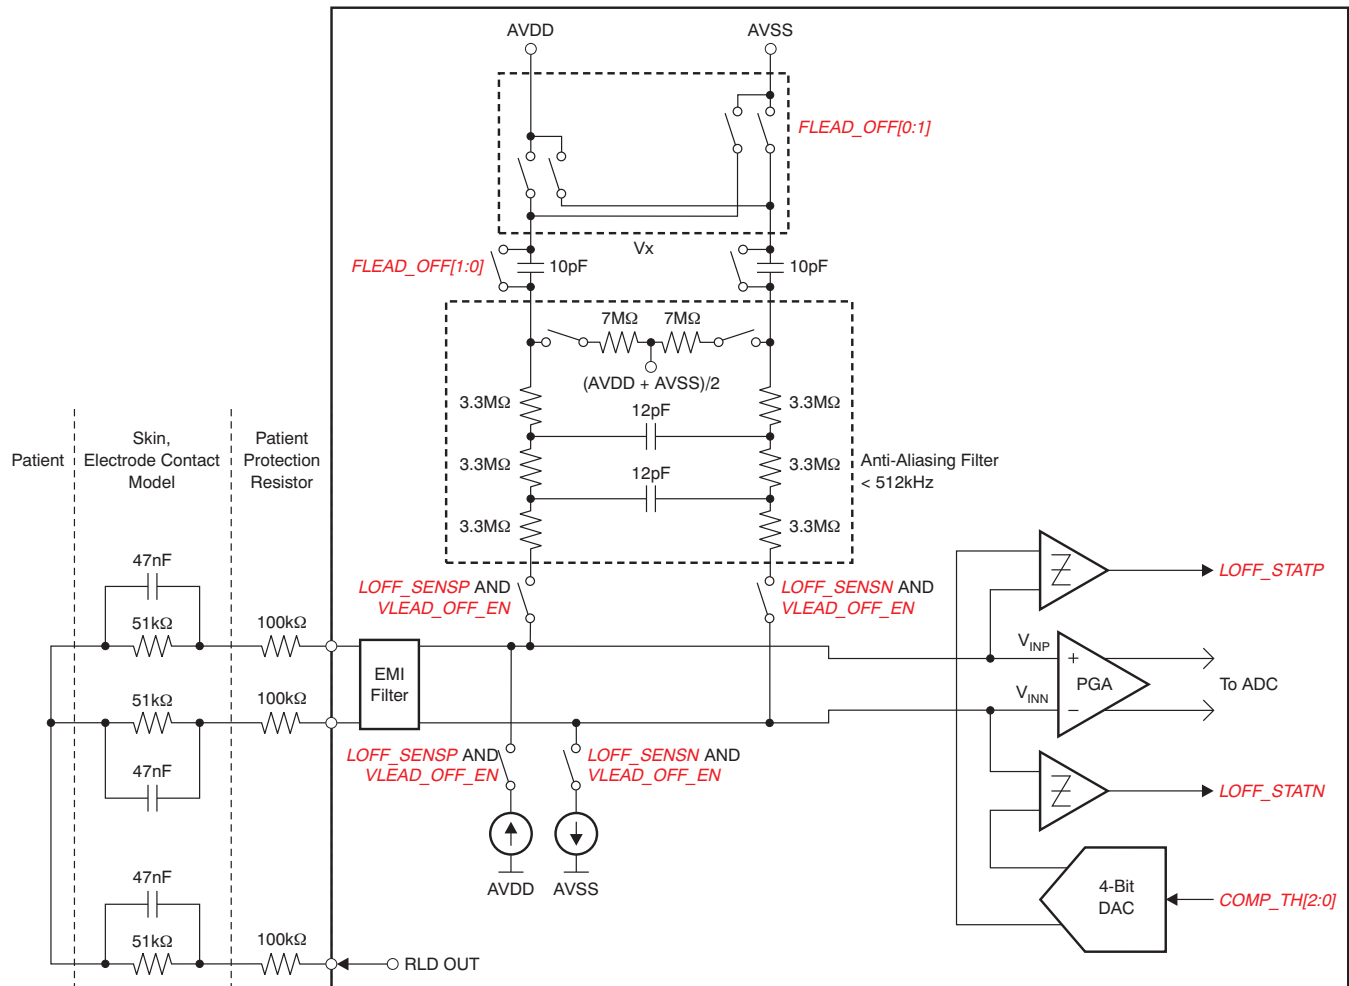 AVDD
AVSS
FLEAD_OFF[0:1]
Vx
FLEAD_OFF[1:0]
10pF
10pF
7MΩ
7MΩ
(AVDD + AVSS)/2
3.3MΩ
12pF
3.3MΩ
3.3MΩ
12pF
3.3MΩ
3.3MΩ
3.3MΩ
Anti-Aliasing Filter
< 512kHz
Patient
Skin,
Electrode Contact
Model
Patient
Protection
Resistor
47nF
51kΩ
100kΩ
51kΩ
100kΩ
47nF
47nF
51kΩ
100kΩ
EMI
Filter
LOFF_SENSP AND
VLEAD_OFF_EN
LOFF_SENSN AND
VLEAD_OFF_EN
LOFF_SENSP AND
VLEAD_OFF_EN
LOFF_SENSN AND
VLEAD_OFF_EN
AVDD
AVSS
RLD OUT
LOFF_STATP
VINP
+
PGA
To ADC
VINN
–
LOFF_STATN
4-Bit
DAC
COMP_TH[2:0]